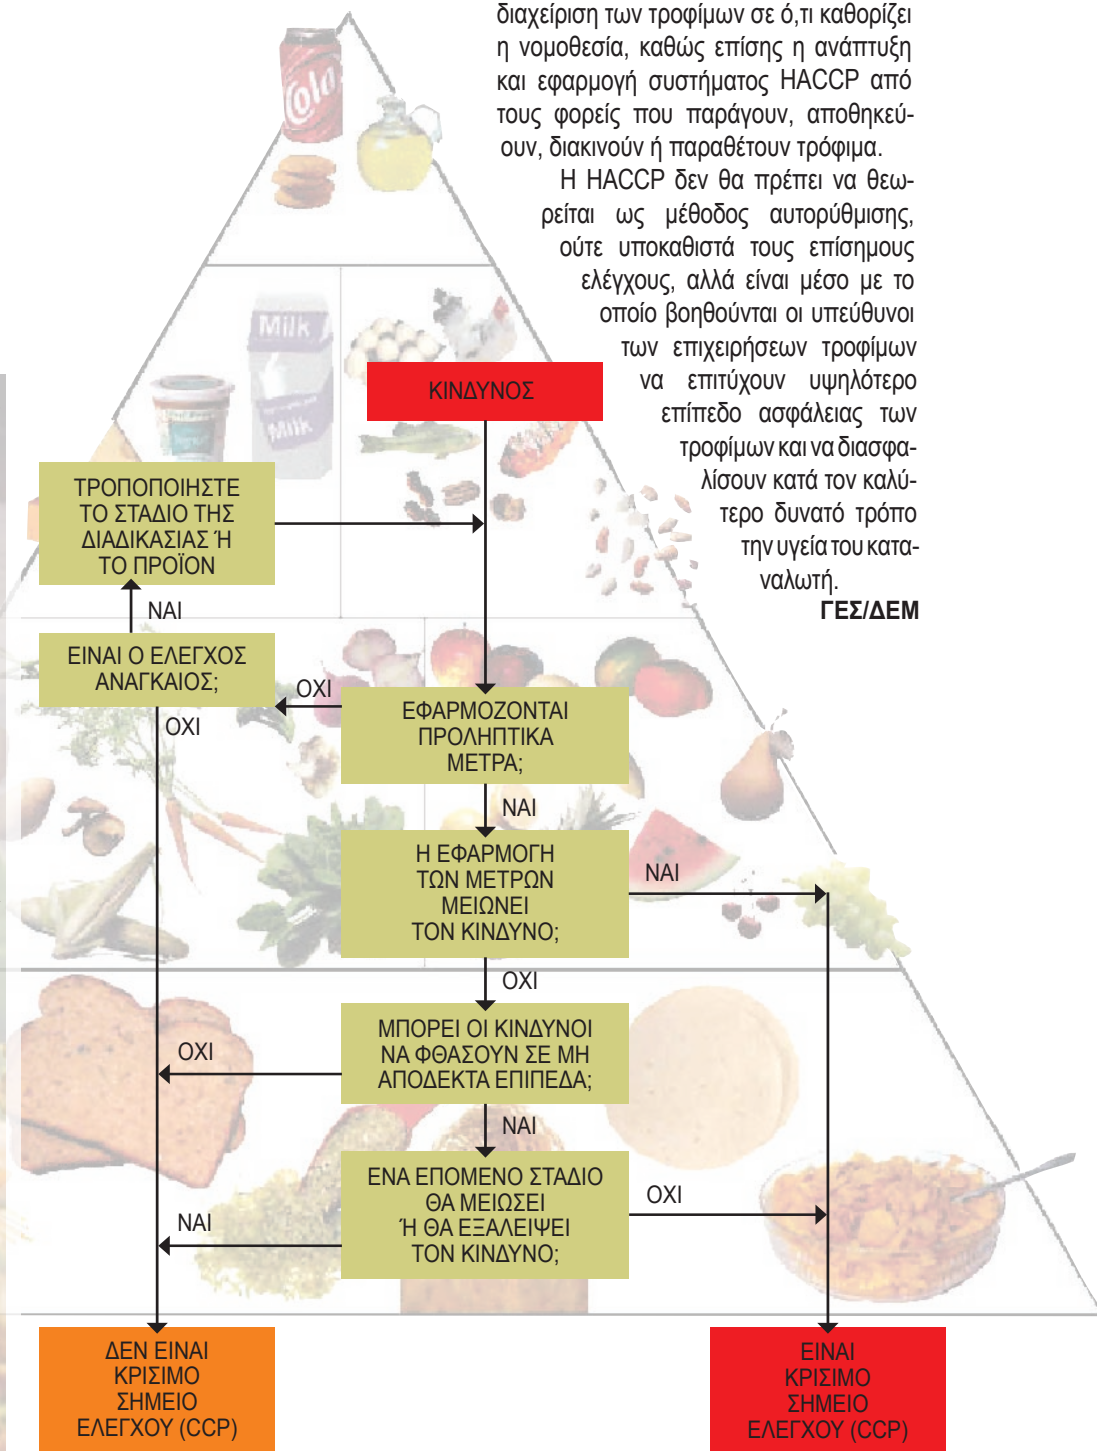 διαχείριση των τροφίμων σε ό,τι καθορίζει
η νομοθεσία, καθώς επίσης η ανάπτυξη
και εφαρμογή συστήματος HACCP από
τους φορείς που παράγουν, αποθηκεύ-
ουν, διακινούν ή παραθέτουν τρόφιμα.
Η HACCP δεν θα πρέπει να θεω-
ρείται ως μέθοδος αυτορύθμισης,
ούτε υποκαθιστά τους επίσημους
ελέγχους, αλλά είναι μέσο με το
οποίο βοηθούνται οι υπεύθυνοι
των επιχειρήσεων τροφίμων
να επιτύχουν υψηλότερο
επίπεδο ασφάλειας των
τροφίμων και να διασφα-
λίσουν κατά τον καλύ-
τερο δυνατό τρόπο
την υγεία του κατα-
ναλωτή.
ΓΕΣ/ΔΕΜ
Cola
Milk
Milk
ΚΙΝΔΥΝΟΣ
ΤΡΟΠΟΠΟΙΗΣΤΕ
ΤΟ ΣΤΑΔΙΟ ΤΗΣ
ΔΙΑΔΙΚΑΣΙΑΣ Ή
ΤΟ ΠΡΟΪΟΝ
ΝΑΙ
ΕΙΝΑΙ Ο ΕΛΕΓΧΟΣ
ΑΝΑΓΚΑΙΟΣ;
ΟΧΙ
ΟΧΙ
ΕΦΑΡΜΟΖΟΝΤΑΙ
ΠΡΟΛΗΠΤΙΚΑ
ΜΕΤΡΑ;
ΝΑΙ
Η ΕΦΑΡΜΟΓΗ
ΤΩΝ ΜΕΤΡΩΝ
ΜΕΙΩΝΕΙ
ΤΟΝ ΚΙΝΔΥΝΟ;
ΝΑΙ
ΟΧΙ
ΜΠΟΡΕΙ ΟΙ ΚΙΝΔΥΝΟΙ
ΝΑ ΦΘΑΣΟΥΝ ΣΕ ΜΗ
ΑΠΟΔΕΚΤΑ ΕΠΙΠΕΔΑ;
ΟΧΙ
ΝΑΙ
ΕΝΑ ΕΠΟΜΕΝΟ ΣΤΑΔΙΟ
ΘΑ ΜΕΙΩΣΕΙ
Ή ΘΑ ΕΞΑΛΕΙΨΕΙ
ΤΟΝ ΚΙΝΔΥΝΟ;
ΟΧΙ
ΝΑΙ
ΔΕΝ ΕΙΝΑΙ
ΚΡΙΣΙΜΟ
ΣΗΜΕΙΟ
ΕΛΕΓΧΟΥ (CCP)
ΕΙΝΑΙ
ΚΡΙΣΙΜΟ
ΣΗΜΕΙΟ
ΕΛΕΓΧΟΥ (CCP)